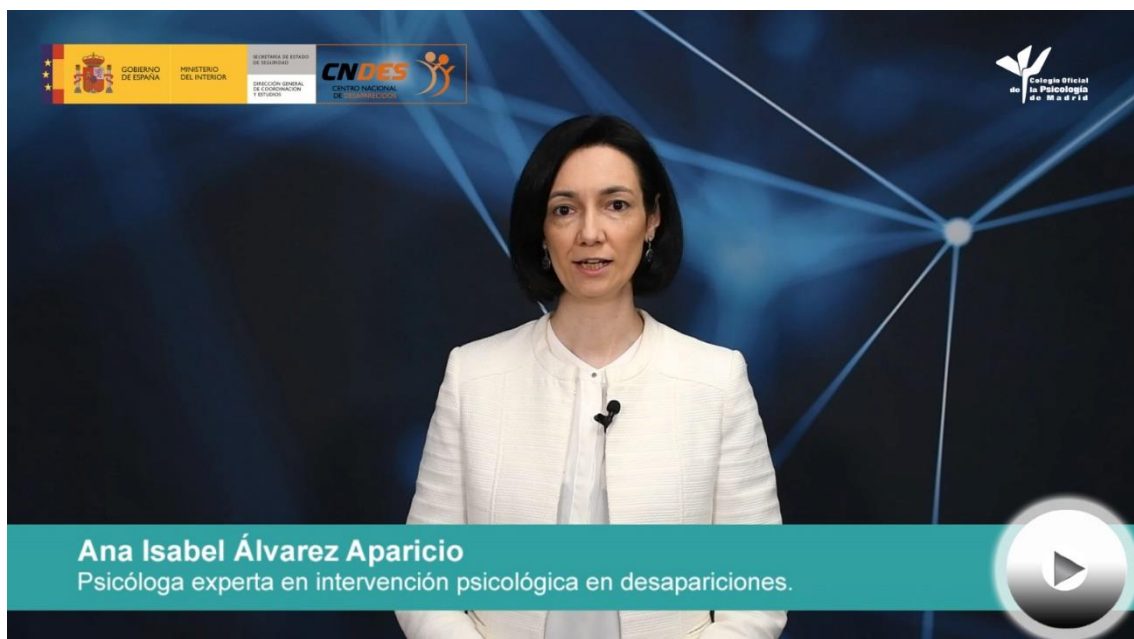 GOBIERNO
DE ESPAÑA
MINISTERIO
DEL INTERIOR
SECRETARÍA DE ESTADO
DE SEGURIDAD
DIRECCIÓN GENERAL
DE COORDINACIÓN
Y ESTUDIOS
CNDES
CENTRO NACIONAL
DE DESAPARECIDOS
Colegio Oficial
de la Psicología
de Madrid
Ana Isabel Álvarez Aparicio
Psicóloga experta en intervención psicológica en desapariciones.